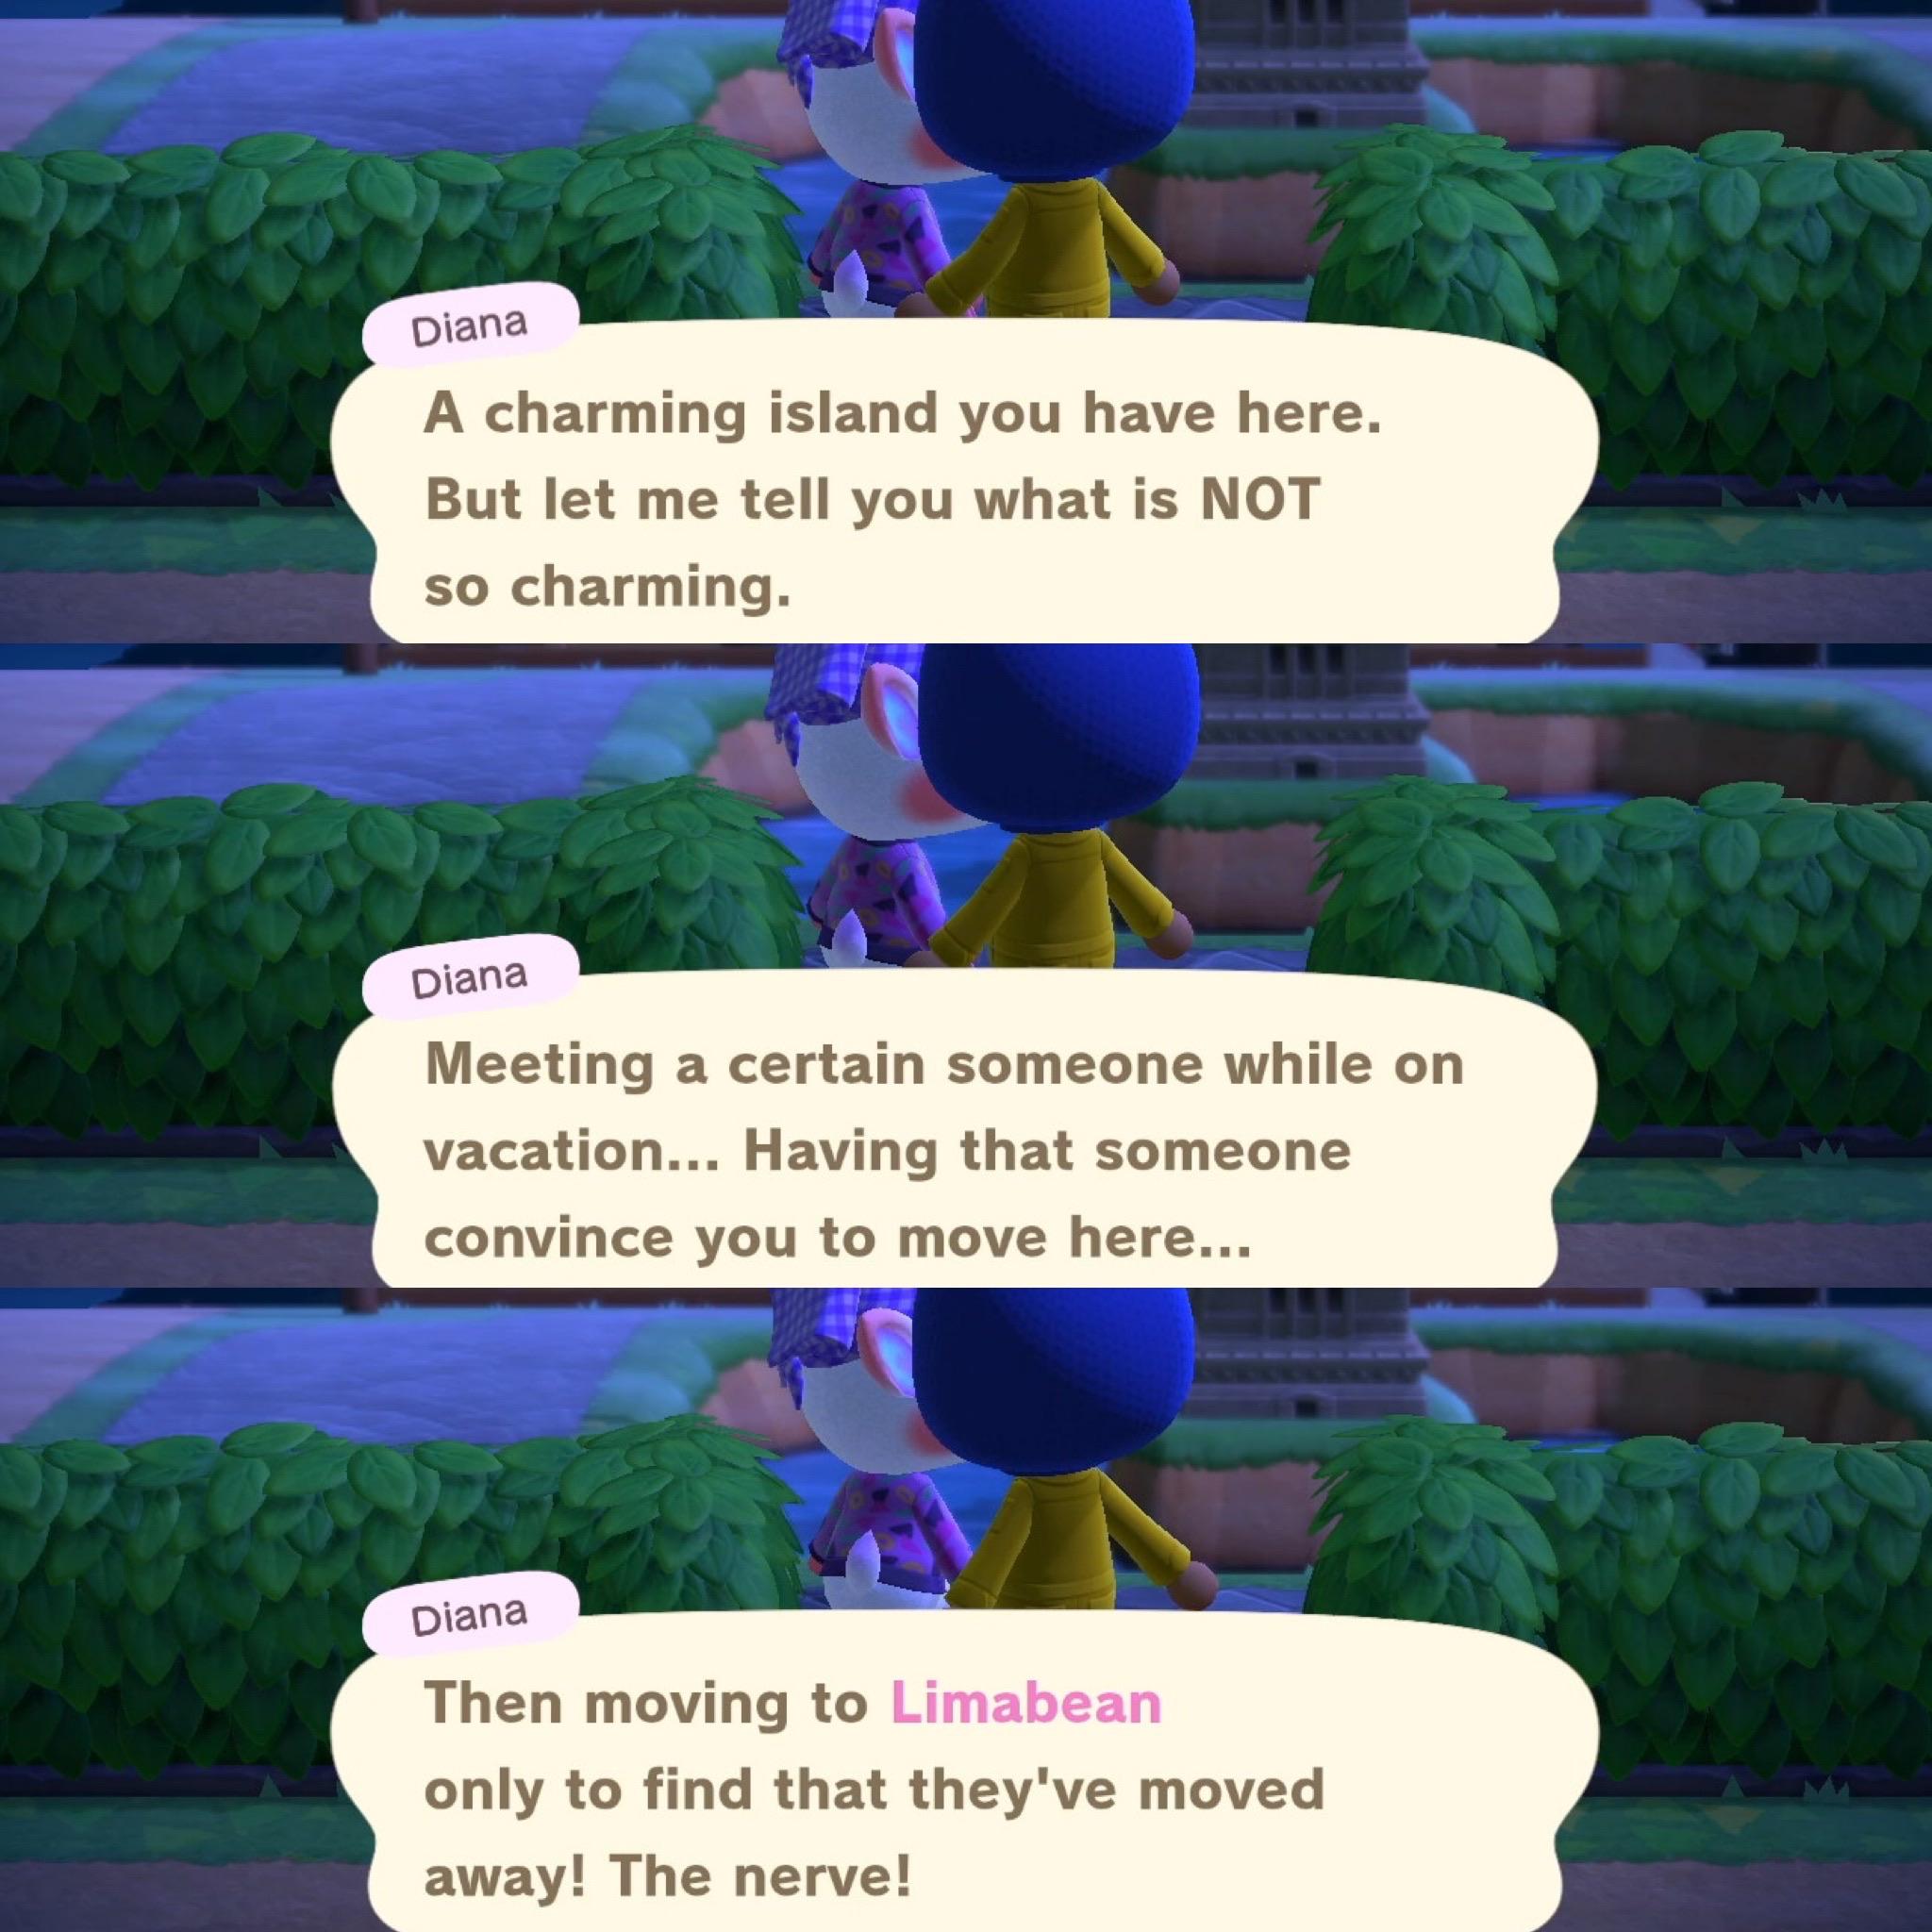 Diana
A charming island you have here.
But let me tell you what is NOT
so charming.
Diana
Meeting a certain someone while on
vacation... Having that someone
convince you to move here...
Diana
Then moving to Limabean
only to find that they've moved
away! The nerve!